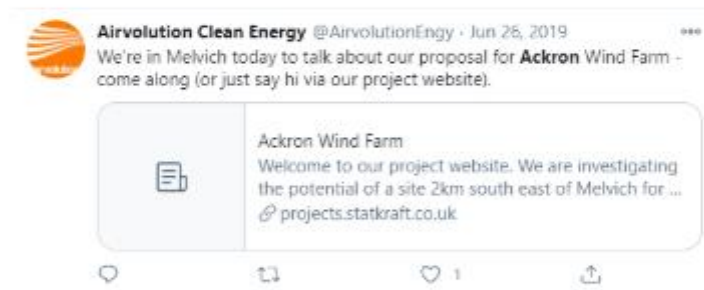 Airvolution Clean Energy @AirvolutionEngy · Jun 26, 2019
We're in Melvich today to talk about our proposal for Ackron Wind Farm -
come along (or just say hi via our project website).
Ackron Wind Farm
Welcome to our project website. We are investigating
the potential of a site 2km south east of Melvich for ...
projects.statkraft.co.uk
1